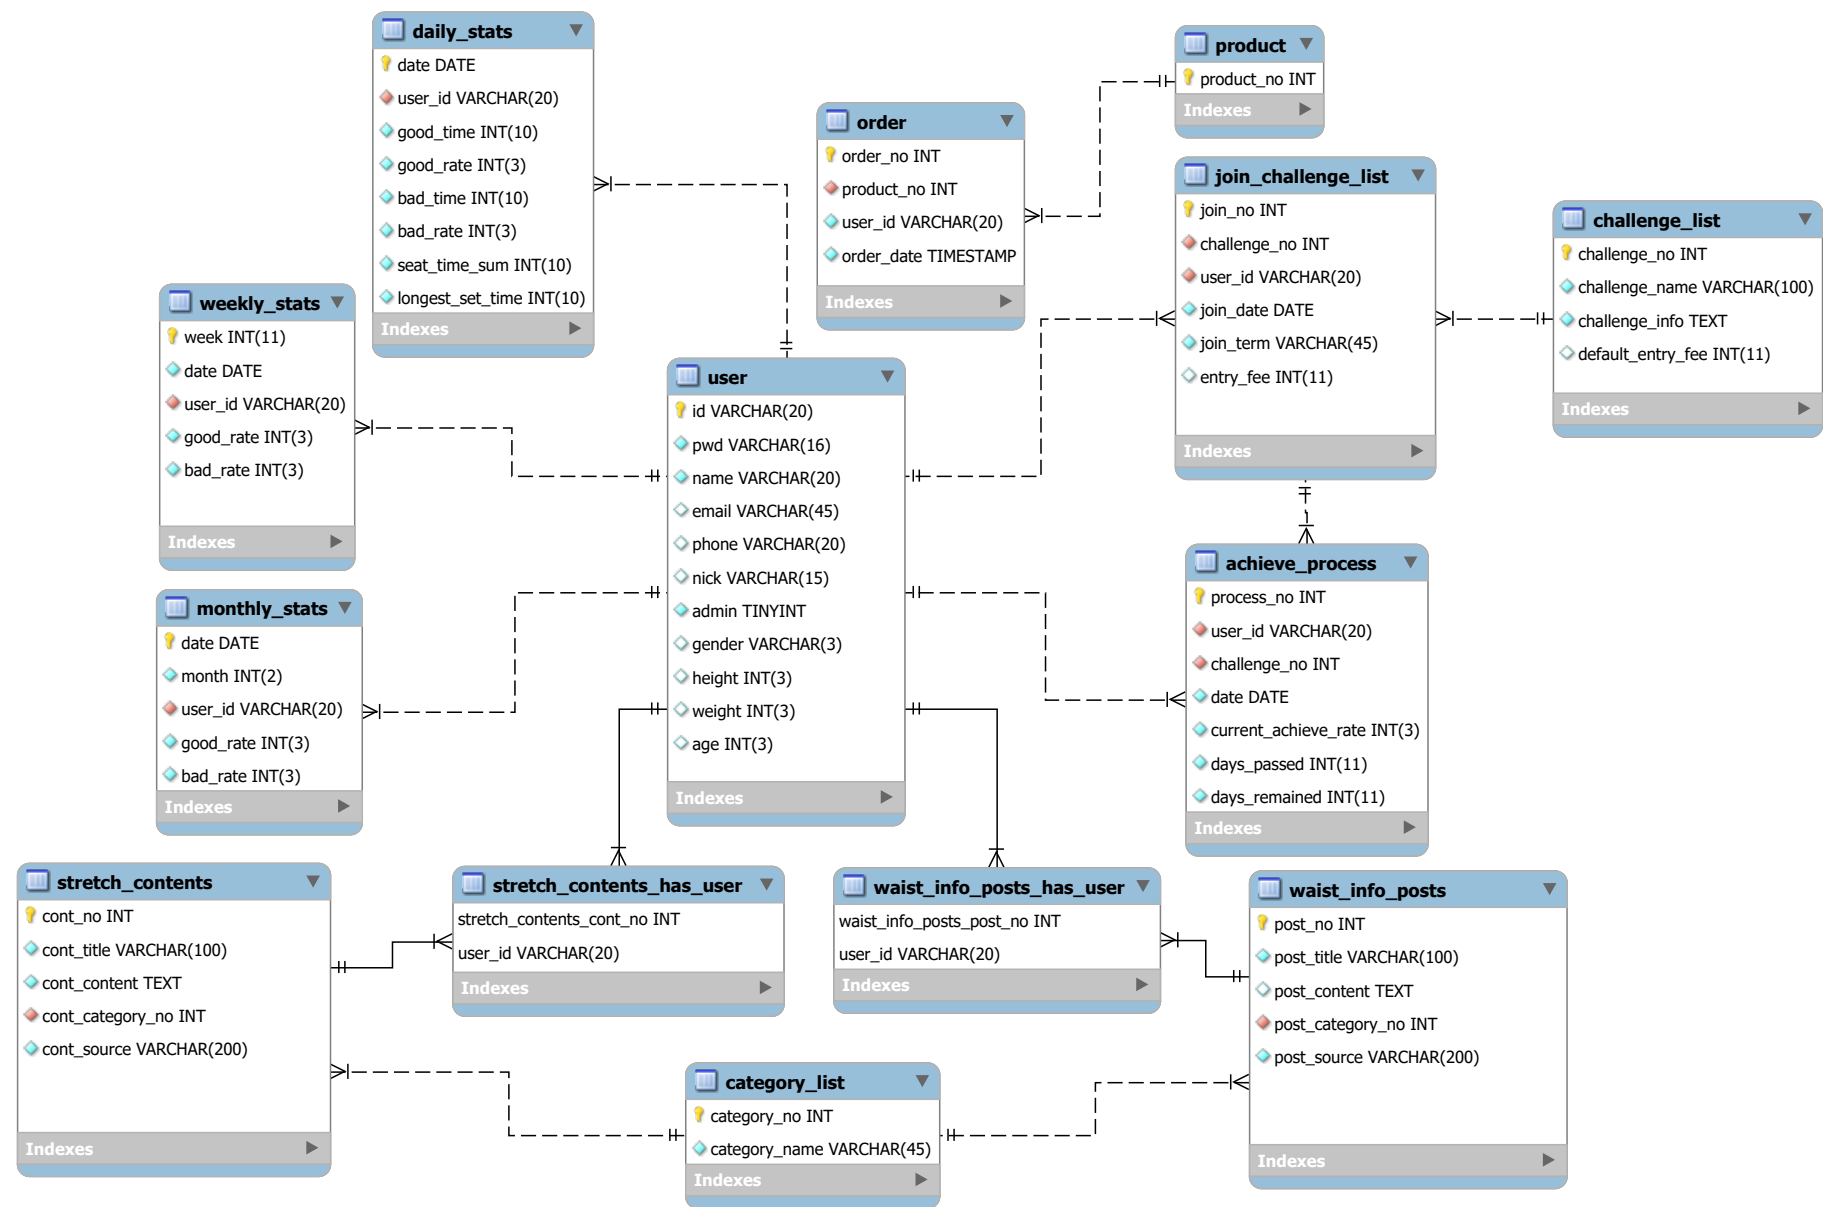 daily_stats
date DATE
user_id VARCHAR(20)
good_time INT(10)
good_rate INT(3)
bad_time INT(10)
bad_rate INT(3)
seat_time_sum INT(10)
longest_set_time INT(10)
Indexes
product
product_no INT
Indexes
order
order_no INT
product_no INT
user_id VARCHAR(20)
order_date TIMESTAMP
Indexes
join_challenge_list
join_no INT
challenge_no INT
user_id VARCHAR(20)
join_date DATE
join_term VARCHAR(45)
entry_fee INT(11)
Indexes
challenge_list
challenge_no INT
challenge_name VARCHAR(100)
challenge_info TEXT
default_entry_fee INT(11)
Indexes
weekly_stats
week INT(11)
date DATE
user_id VARCHAR(20)
good_rate INT(3)
bad_rate INT(3)
Indexes
user
id VARCHAR(20)
pwd VARCHAR(16)
name VARCHAR(20)
email VARCHAR(45)
phone VARCHAR(20)
nick VARCHAR(15)
admin TINYINT
gender VARCHAR(3)
height INT(3)
weight INT(3)
age INT(3)
Indexes
achieve_process
process_no INT
user_id VARCHAR(20)
challenge_no INT
date DATE
current_achieve_rate INT(3)
days_passed INT(11)
days_remained INT(11)
Indexes
monthly_stats
date DATE
month INT(2)
user_id VARCHAR(20)
good_rate INT(3)
bad_rate INT(3)
Indexes
stretch_contents
cont_no INT
cont_title VARCHAR(100)
cont_content TEXT
cont_category_no INT
cont_source VARCHAR(200)
Indexes
stretch_contents_has_user
stretch_contents_cont_no INT
user_id VARCHAR(20)
Indexes
waist_info_posts_has_user
waist_info_posts_post_no INT
user_id VARCHAR(20)
Indexes
waist_info_posts
post_no INT
post_title VARCHAR(100)
post_content TEXT
post_category_no INT
post_source VARCHAR(200)
Indexes
category_list
category_no INT
category_name VARCHAR(45)
Indexes